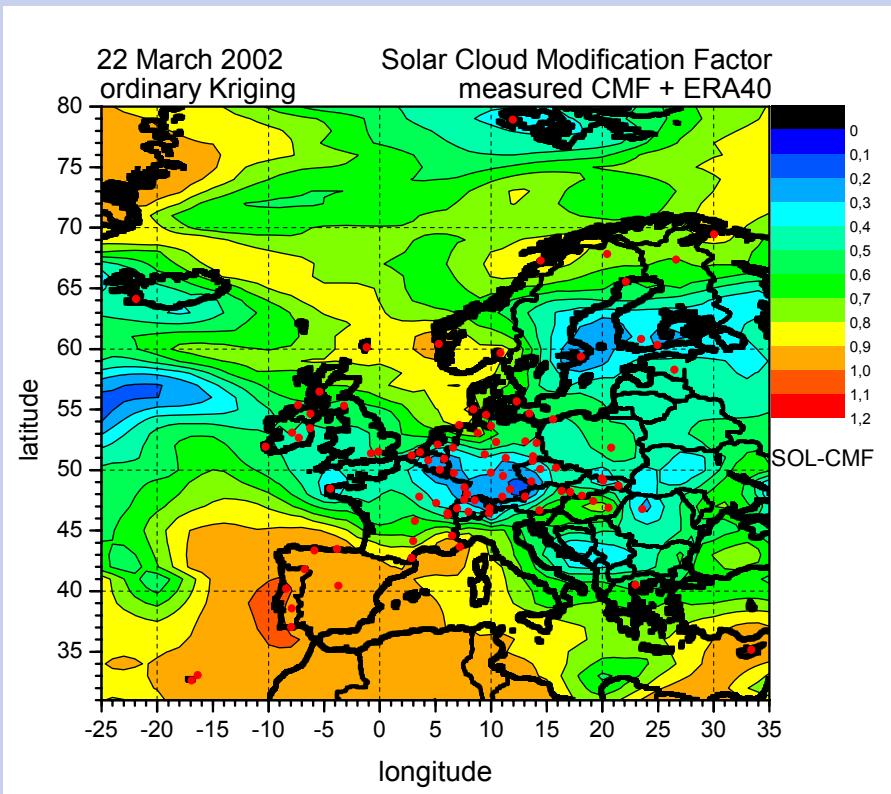 22 March 2002
ordinary Kriging
Solar Cloud Modification Factor
measured CMF + ERA40
80
75
70
65
60
55
50
45
40
35
latitude
-25 -20 -15 -10 -5 0 5 10 15 20 25 30 35
longitude
0
0,1
0,2
0,3
0,4
0,5
0,6
0,7
0,8
0,9
1,0
1,1
1,2
SOL-CMF